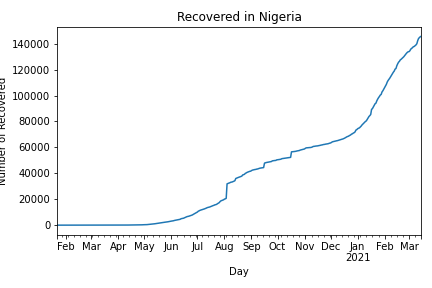 Recovered in Nigeria
Number of Recovered
140000
120000
100000
80000
60000
40000
20000
0
Feb Mar Apr May Jun Jul Aug Sep Oct Nov Dec Jan Feb Mar
2021
Day